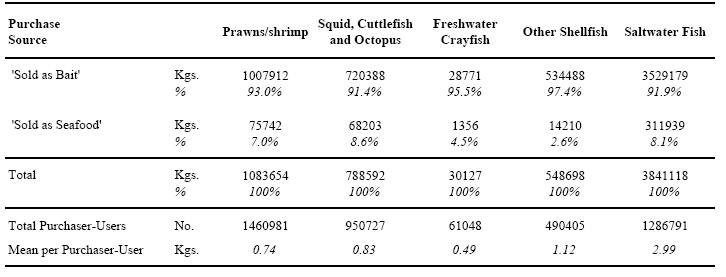 Purchase Source Prawns/shrimp Squid, Cuttlefish and Octopus Freshwater Crayfish Other Shellfish Saltwater Fish
'Sold as Bait' Kgs. 1007912 720388 28771 534488 3529179
% 93.0% 91.4% 95.5% 97.4% 91.9%
'Sold as Seafood' Kgs. 75742 68203 1356 14210 311939
% 7.0% 8.6% 4.5% 2.6% 8.1%
Total Kgs. 1083654 788592 30127 548698 3841118
% 100% 100% 100% 100% 100%
Total Purchaser-Users No. 1460981 950727 61048 490405 1286791
Mean per Purchaser-User Kgs. 0.74 0.83 0.49 1.12 2.99